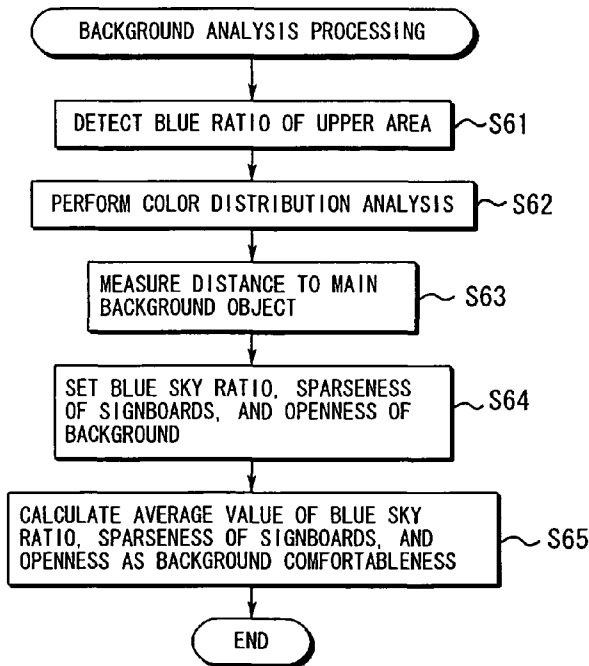 BACKGROUND ANALYSIS PROCESSING
DETECT BLUE RATIO OF UPPER AREA
S61
PERFORM COLOR DISTRIBUTION ANALYSIS
S62
MEASURE DISTANCE TO MAIN
BACKGROUND OBJECT
S63
SET BLUE SKY RATIO, SPARSENESS
OF SIGNBOARDS, AND OPENNESS OF
BACKGROUND
S64
CALCULATE AVERAGE VALUE OF BLUE SKY
RATIO, SPARSENESS OF SIGNBOARDS, AND
OPENNESS AS BACKGROUND COMFORTABLENESS
S65
END